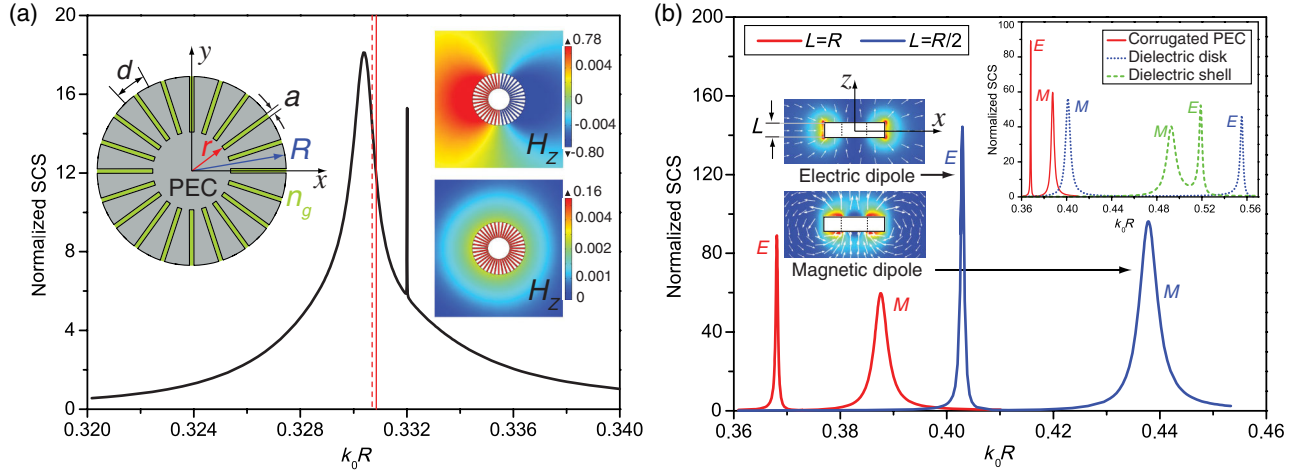 (a)
20
16
12
8
4
0
Normalized SCS
0.320
0.324
0.328
0.332
0.336
0.340
k₀R
y
d
a
r
R
x
PEC
n_g
0.78
0.004
0
-0.004
-0.80
H_Z
0.16
0.004
0.002
0.001
0
H_Z
(b)
200
160
120
80
40
0
Normalized SCS
0.36
0.38
0.40
0.42
0.44
0.46
k₀R
L=R
L=R/2
z
L
x
Electric dipole
Magnetic dipole
E
M
E
M
100
80
60
40
20
0
Normalized SCS
0.36
0.40
0.44
0.48
0.52
0.56
k₀R
Corrugated PEC
Dielectric disk
Dielectric shell
E
M
M
M
E
E